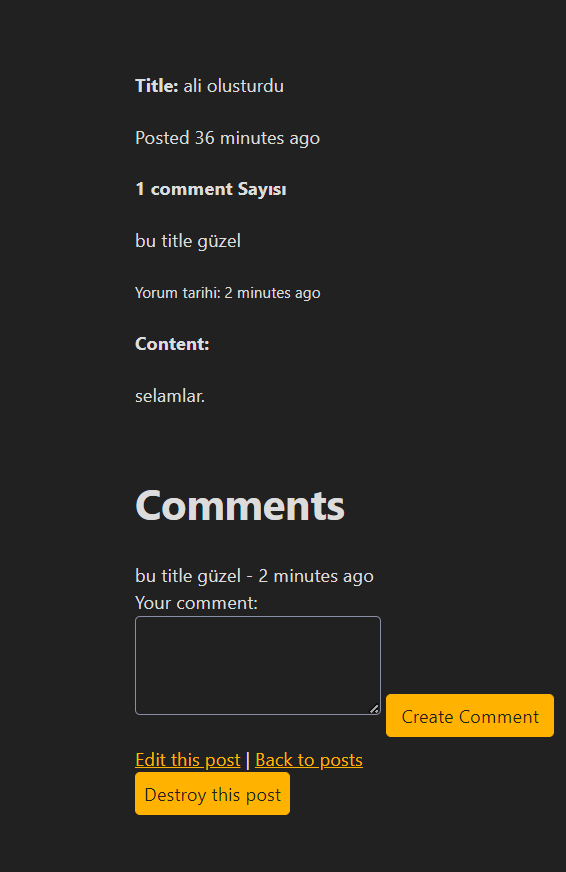 Title: ali olusturdu
Posted 36 minutes ago
1 comment Sayısı
bu title güzel
Yorum tarihi: 2 minutes ago
Content:
selamlar.
Comments
bu title güzel - 2 minutes ago
Your comment:
Create Comment
Edit this post | Back to posts
Destroy this post